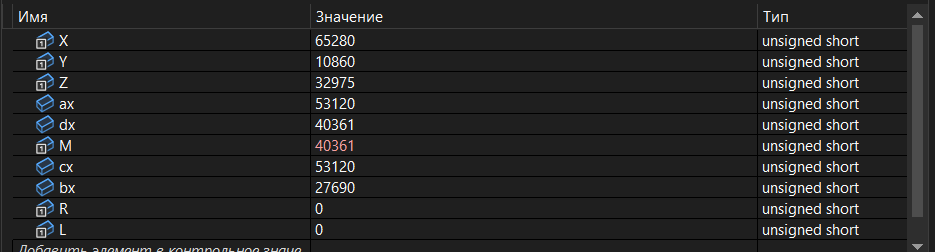 Имя Значение Тип
X 65280 unsigned short
Y 10860 unsigned short
Z 32975 unsigned short
ax 53120 unsigned short
dx 40361 unsigned short
M 40361 unsigned short
cx 53120 unsigned short
bx 27690 unsigned short
R 0 unsigned short
L 0 unsigned short
Добавить элемент в контрольное значе